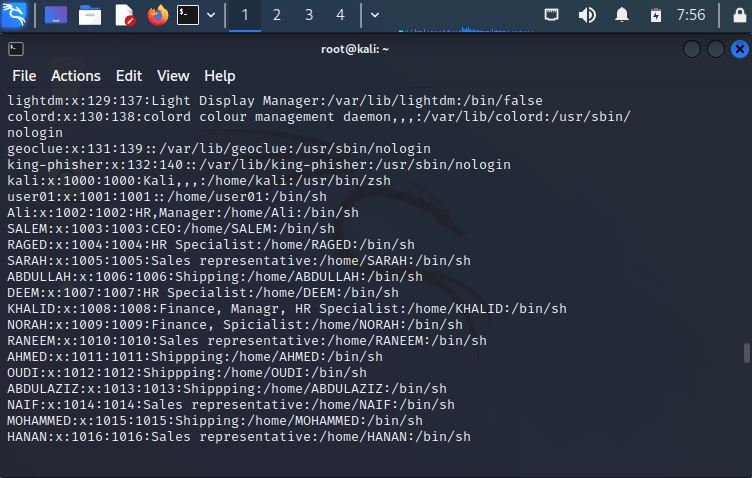 1 2 3 4 7:56
root@kali: ~
File Actions Edit View Help
lightdm:x:129:137:Light Display Manager:/var/lib/lightdm:/bin/false
colord:x:130:138:colord colour management daemon,,,:/var/lib/colord:/usr/sbin/
nologin
geoclue:x:131:139::/var/lib/geoclue:/usr/sbin/nologin
king-phisher:x:132:140::/var/lib/king-phisher:/usr/sbin/nologin
kali:x:1000:1000:Kali,,,:/home/kali:/usr/bin/zsh
user01:x:1001:1001::/home/user01:/bin/sh
Ali:x:1002:1002:HR,Manager:/home/Ali:/bin/sh
SALEM:x:1003:1003:CEO:/home/SALEM:/bin/sh
RAGED:x:1004:1004:HR Specialist:/home/RAGED:/bin/sh
SARAH:x:1005:1005:Sales representative:/home/SARAH:/bin/sh
ABDULLAH:x:1006:1006:Shipping:/home/ABDULLAH:/bin/sh
DEEM:x:1007:1007:HR Specialist:/home/DEEM:/bin/sh
KHALID:x:1008:1008:Finance, Managr, HR Specialist:/home/KHALID:/bin/sh
NORAH:x:1009:1009:Finance, Spicialist:/home/NORAH:/bin/sh
RANEEM:x:1010:1010:Sales representative:/home/RANEEM:/bin/sh
AHMED:x:1011:1011:Shippping:/home/AHMED:/bin/sh
OUDI:x:1012:1012:Shipping:/home/OUDI:/bin/sh
ABDULAZIZ:x:1013:1013:Shippping:/home/ABDULAZIZ:/bin/sh
NAIF:x:1014:1014:Sales representative:/home/NAIF:/bin/sh
MOHAMMED:x:1015:1015:Shipping:/home/MOHAMMED:/bin/sh
HANAN:x:1016:1016:Sales representative:/home/HANAN:/bin/sh